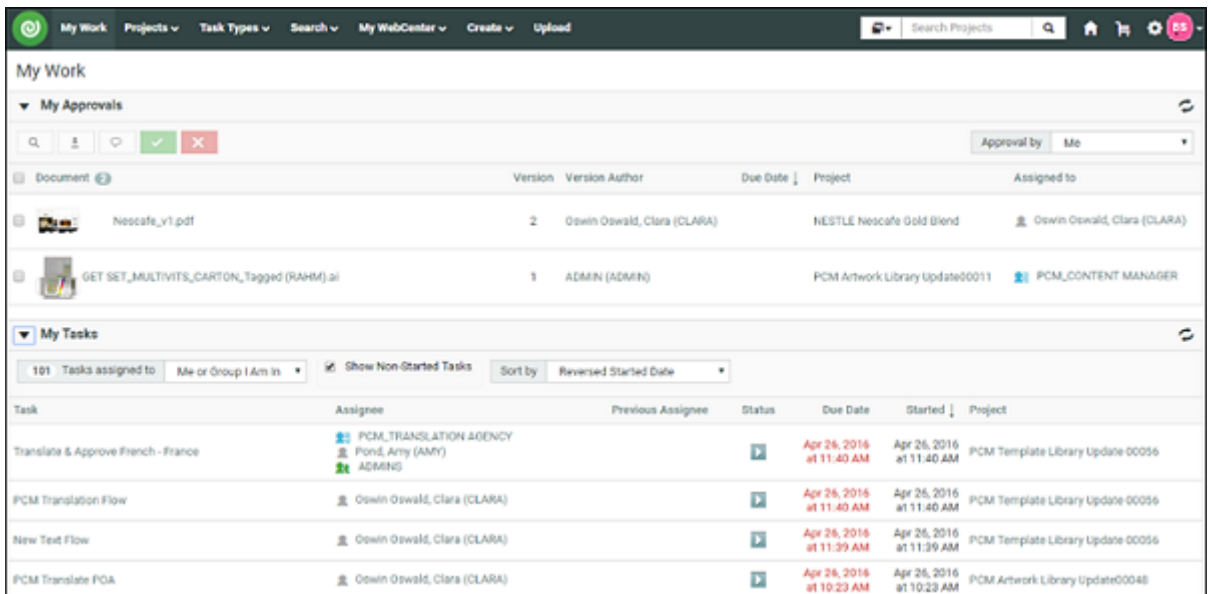 My Work Projects Task Types Search My WebCenter Create Upload Search Projects BS
My Work
My Approvals
Approval by Me
Document 2 Version Version Author Due Date Project Assigned to
Nescafe_v1.pdf 2 Oswin Oswald, Clara (CLARA) NESTLE Nescafe Gold Blend Oswin Oswald, Clara (CLARA)
GET SET_MULTIVITS_CARTON_Tagged (RAHM).ai 1 ADMIN (ADMIN) PCM Artwork Library Update00011 PCM_CONTENT MANAGER
My Tasks
101 Tasks assigned to Me or Group I Am In Show Non-Started Tasks Sort by Reversed Started Date
Task Assignee Previous Assignee Status Due Date Started Project
PCM_TRANSLATION AGENCY
Translate & Approve French - France Pond, Amy (AMY) Apr 26, 2016 at 11:40 AM Apr 26, 2016 at 11:40 AM PCM Template Library Update 00056
ADMINS
PCM Translation Flow Oswin Oswald, Clara (CLARA) Apr 26, 2016 at 11:40 AM Apr 26, 2016 at 11:40 AM PCM Template Library Update 00056
New Text Flow Oswin Oswald, Clara (CLARA) Apr 26, 2016 at 11:39 AM Apr 26, 2016 at 11:39 AM PCM Template Library Update 00056
PCM Translate POA Oswin Oswald, Clara (CLARA) Apr 26, 2016 at 10:23 AM Apr 26, 2016 at 10:23 AM PCM Artwork Library Update00048